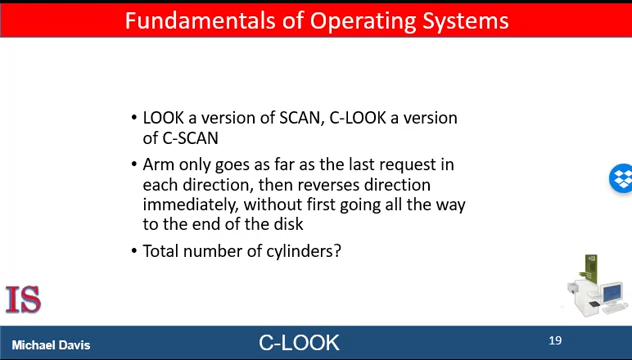 Fundamentals of Operating Systems
• LOOK a version of SCAN, C-LOOK a version
of C-SCAN
• Arm only goes as far as the last request in
each direction, then reverses direction
immediately, without first going all the way
to the end of the disk
• Total number of cylinders?
IS
Michael Davis
C-LOOK
19